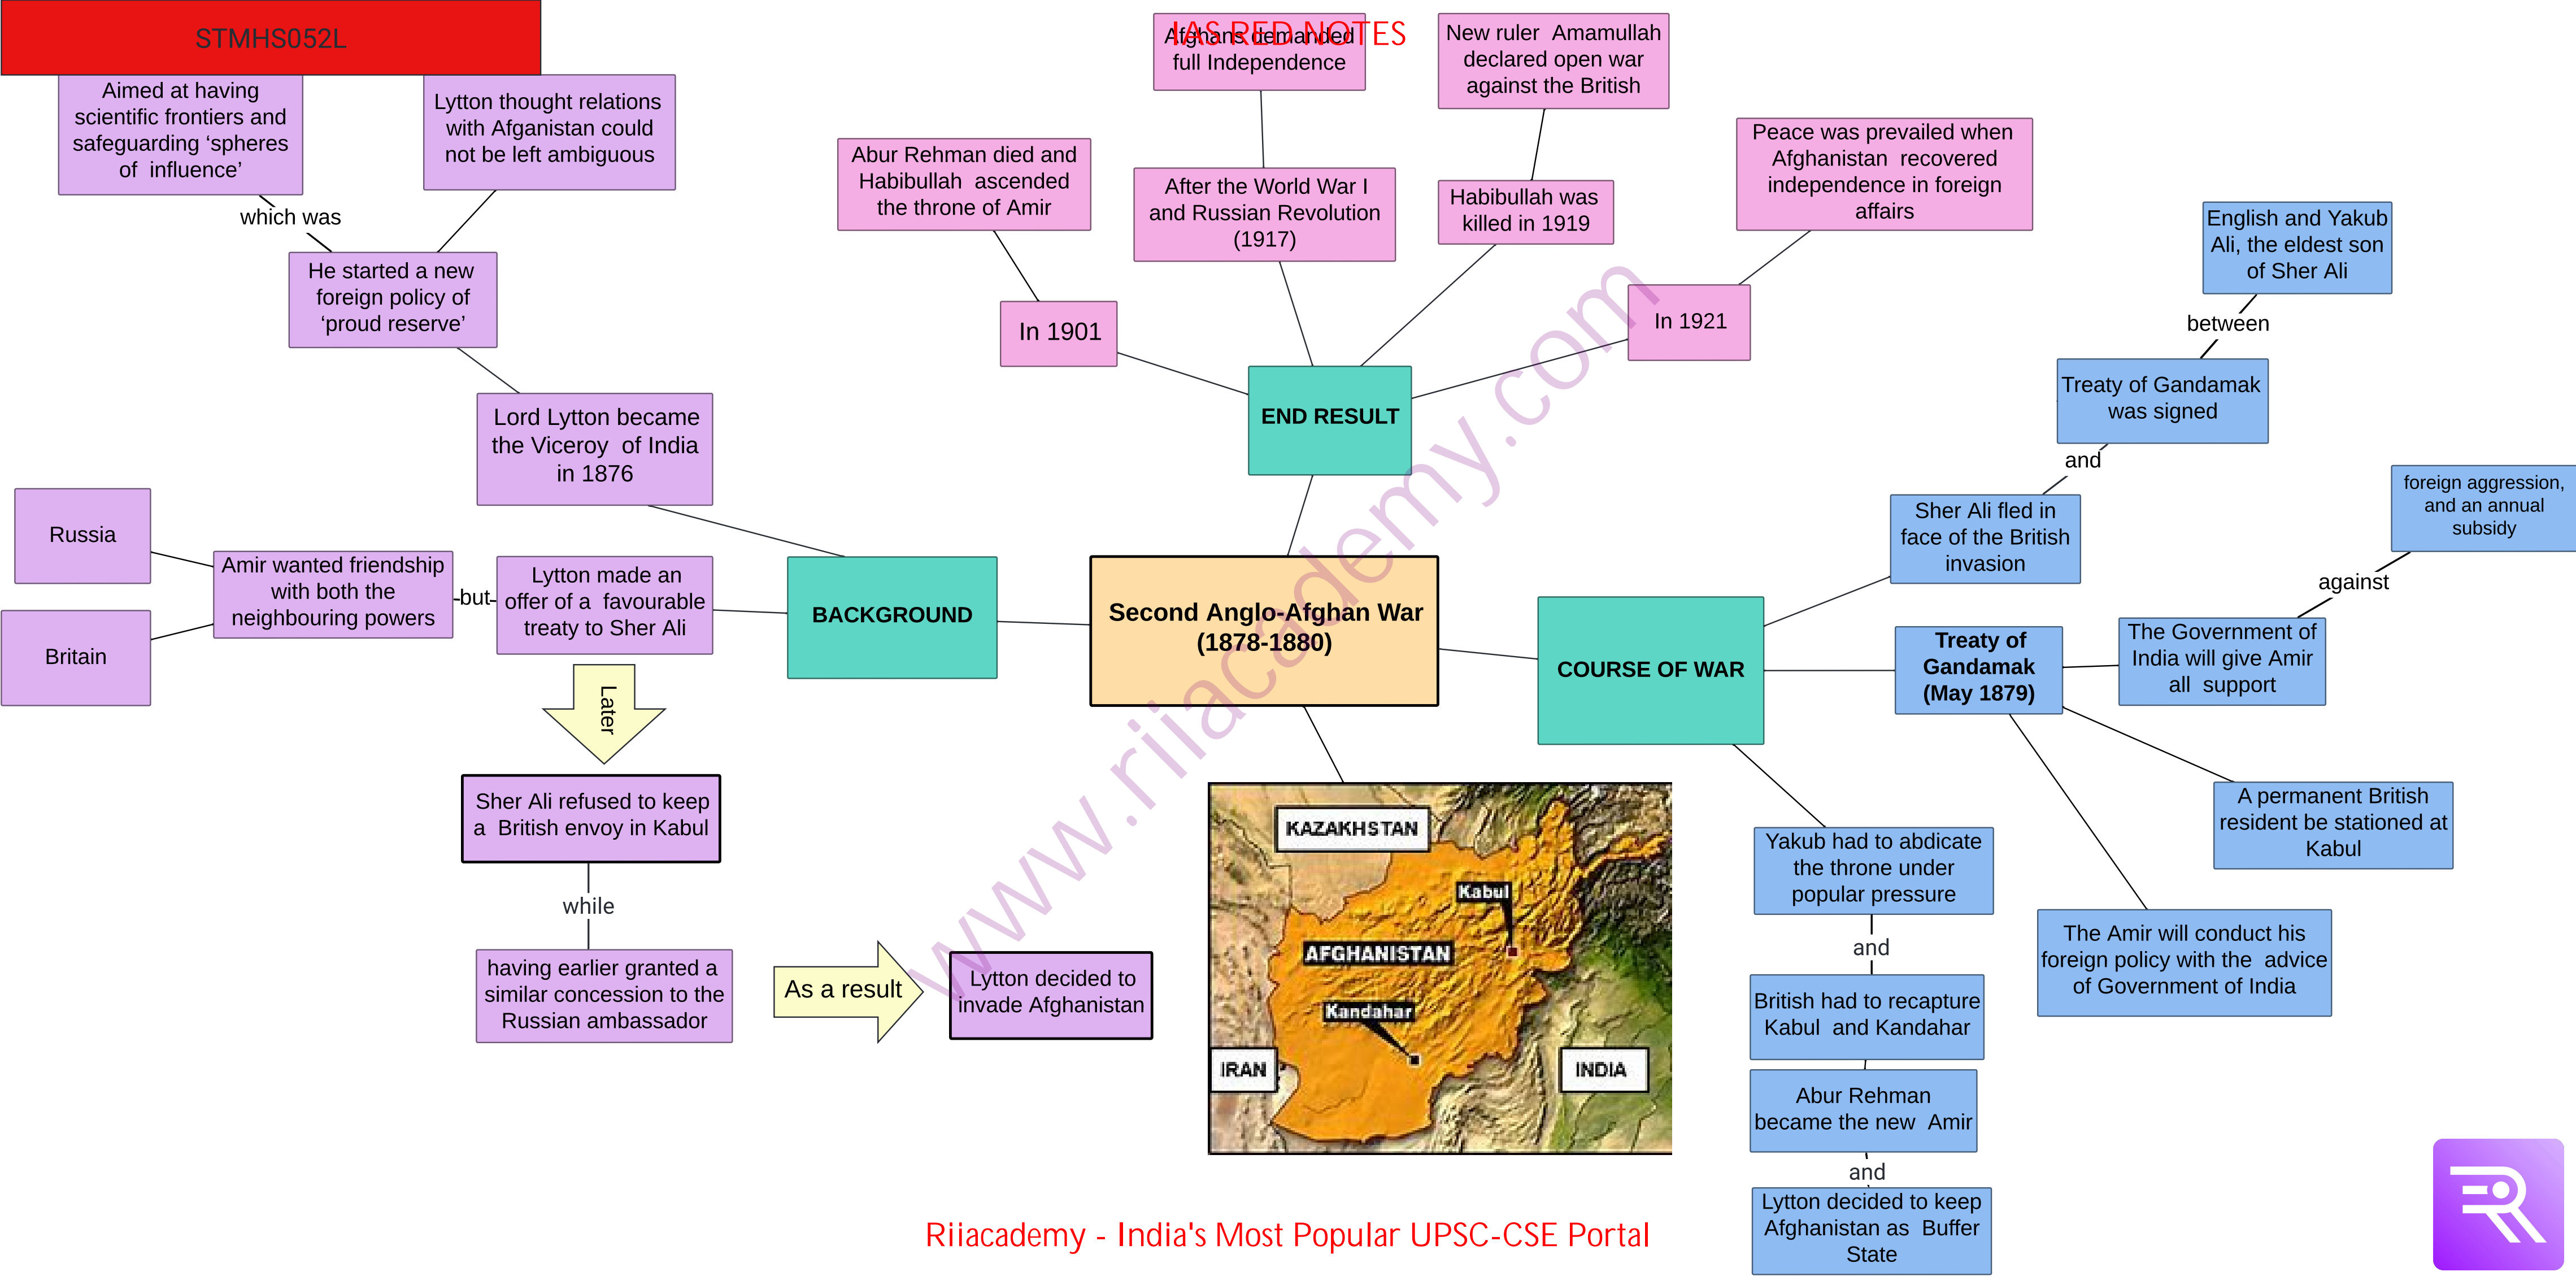 STMHS052L
IAS RED NOTES
Aimed at having
scientific frontiers and
safeguarding ‘spheres
of influence’
Lytton thought relations
with Afganistan could
not be left ambiguous
which was
He started a new
foreign policy of
‘proud reserve’
Lord Lytton became
the Viceroy of India
in 1876
Russia
Britain
Amir wanted friendship
with both the
neighbouring powers
but
Lytton made an
offer of a favourable
treaty to Sher Ali
BACKGROUND
Later
Sher Ali refused to keep
a British envoy in Kabul
while
having earlier granted a
similar concession to the
Russian ambassador
As a result
Lytton decided to
invade Afghanistan
Afghans demanded
full Independence
New ruler Amamullah
declared open war
against the British
Abur Rehman died and
Habibullah ascended
the throne of Amir
After the World War I
and Russian Revolution
(1917)
Habibullah was
killed in 1919
Peace was prevailed when
Afghanistan recovered
independence in foreign
affairs
In 1901
In 1921
END RESULT
Second Anglo-Afghan War
(1878-1880)
KAZAKHSTAN
Kabul
AFGHANISTAN
Kandahar
IRAN
INDIA
COURSE OF WAR
English and Yakub
Ali, the eldest son
of Sher Ali
between
Treaty of Gandamak
was signed
and
Sher Ali fled in
face of the British
invasion
foreign aggression,
and an annual
subsidy
against
Treaty of
Gandamak
(May 1879)
The Government of
India will give Amir
all support
A permanent British
resident be stationed at
Kabul
The Amir will conduct his
foreign policy with the advice
of Government of India
Yakub had to abdicate
the throne under
popular pressure
and
British had to recapture
Kabul and Kandahar
Abur Rehman
became the new Amir
and
Lytton decided to keep
Afghanistan as Buffer
State
www.riiacademy.com
Riiacademy - India's Most Popular UPSC-CSE Portal